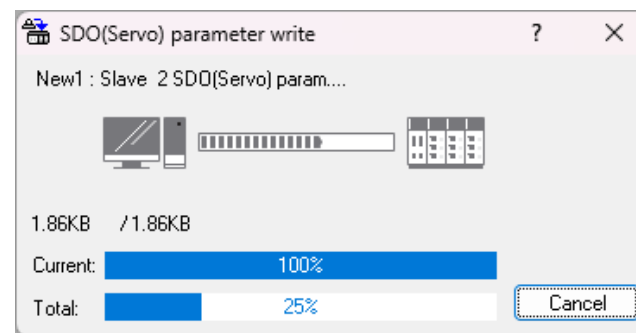 SDO(Servo) parameter write ? ×
New1 : Slave 2 SDO(Servo) param....
1.86KB / 1.86KB
Current: 100%
Total: 25%
Cancel